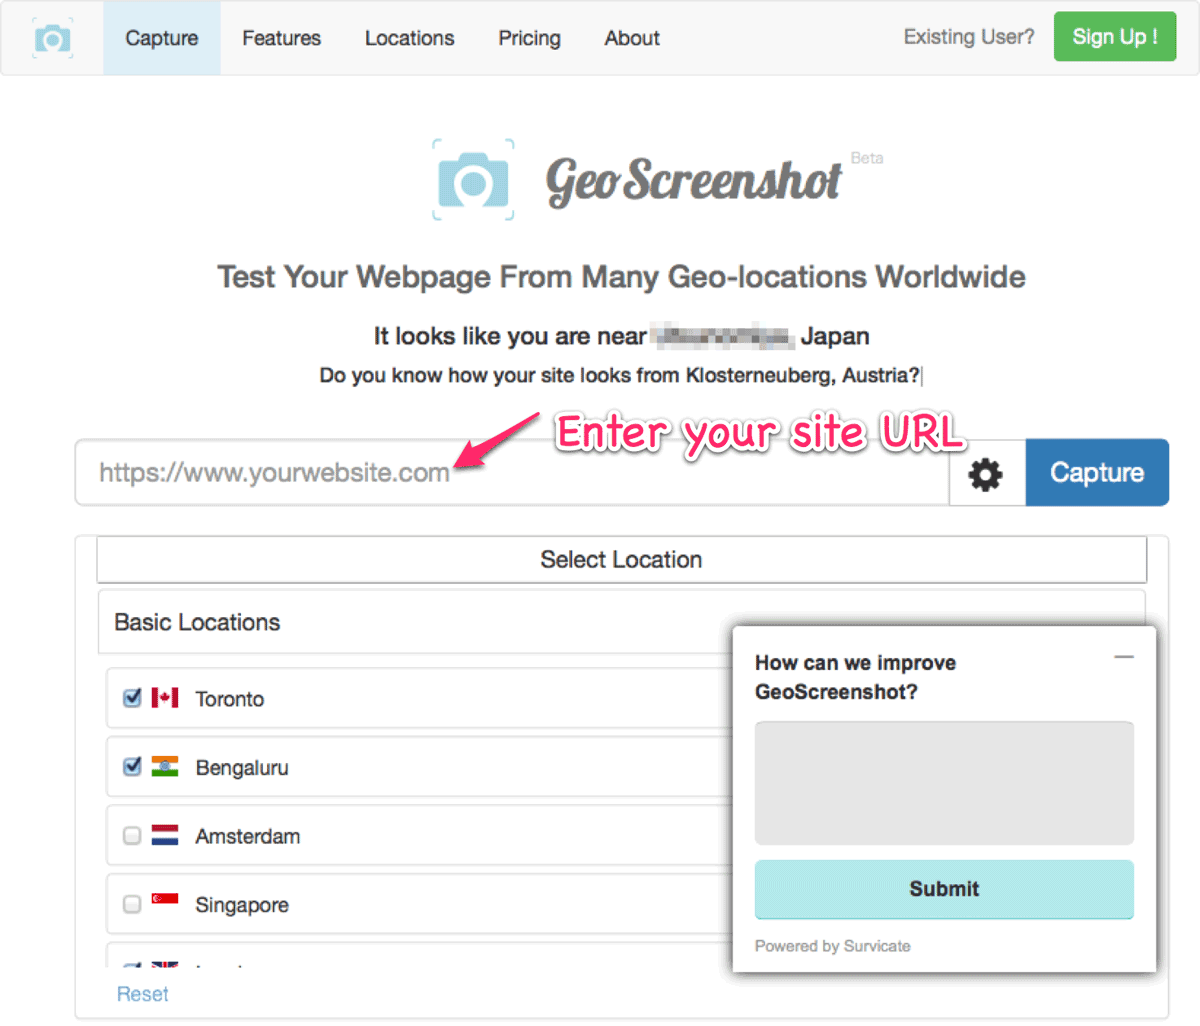 Capture Features Locations Pricing About Existing User? Sign Up !
GeoScreenshot Beta
Test Your Webpage From Many Geo-locations Worldwide
It looks like you are near Japan
Do you know how your site looks from Klosterneuberg, Austria?
Enter your site URL
https://www.yourwebsite.com Capture
Select Location
Basic Locations
Toronto
Bengaluru
Amsterdam
Singapore
Reset
How can we improve
GeoScreenshot?
Submit
Powered by Survicate